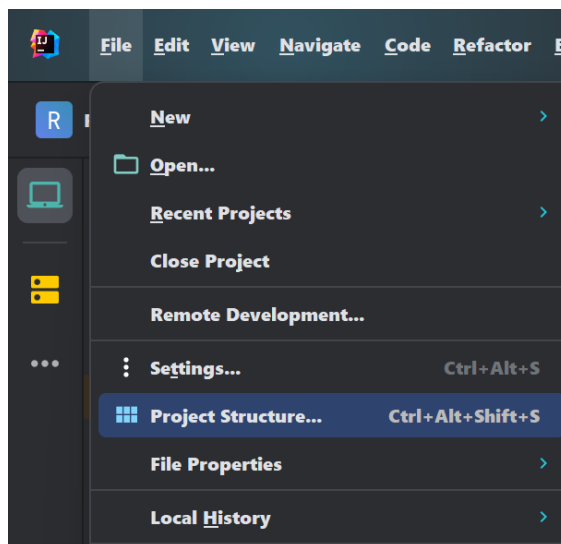 IJ
File Edit View Navigate Code Refactor
R
New
Open...
Recent Projects
Close Project
Remote Development...
Settings... Ctrl+Alt+S
Project Structure... Ctrl+Alt+Shift+S
File Properties
Local History